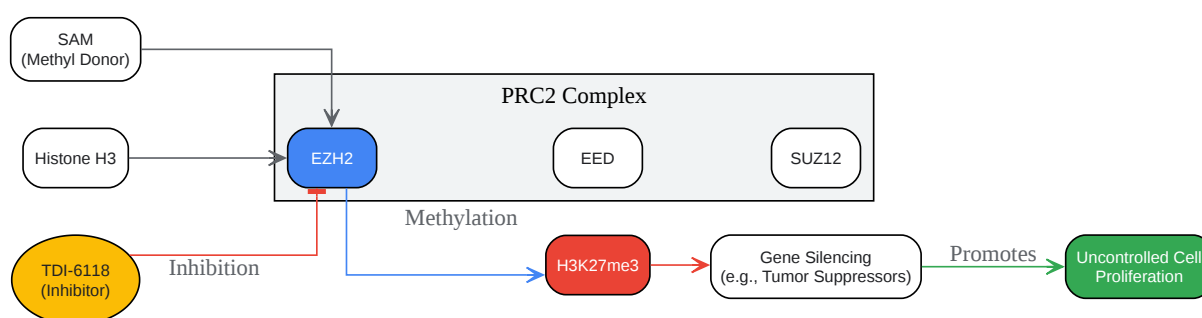 SAM
(Methyl Donor)
PRC2 Complex
Histone H3
EZH2
EED
SUZ12
Methylation
TDI-6118
(Inhibitor)
Inhibition
H3K27me3
Gene Silencing
(e.g., Tumor Suppressors)
Promotes
Uncontrolled Cell
Proliferation